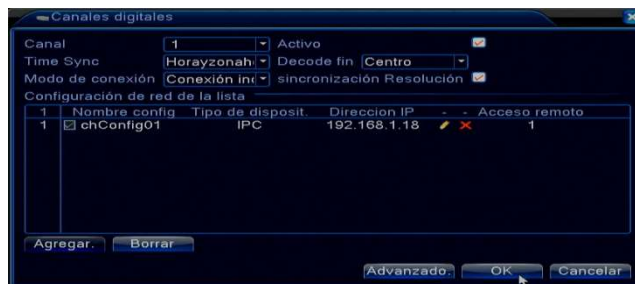 Canales digitales
Canal 1 Activo
Time Sync Horayzonah Decode fin Centro
Modo de conexión Conexión ind sincronización Resolución
Configuración de red de la lista
1 Nombre config Tipo de disposit. Direccion IP - - Acceso remoto
1 chConfig01 IPC 192.168.1.18 1
Agregar. Borrar
Advanzado. OK Cancelar